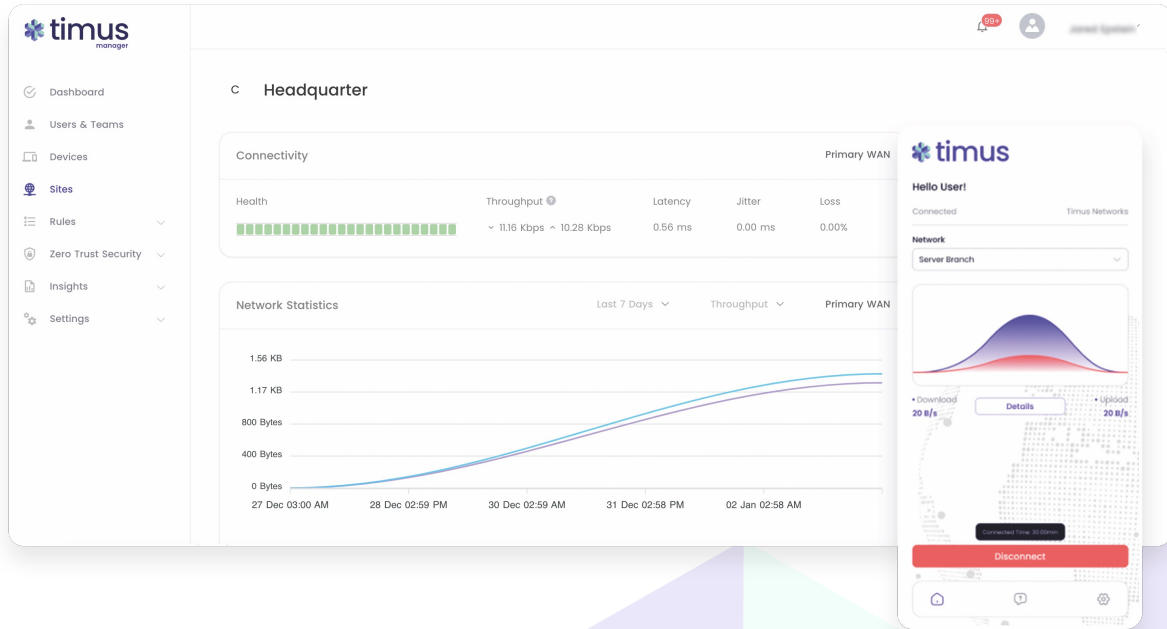 timus
manager
99+
Dashboard
Users & Teams
Devices
Sites
Rules
Zero Trust Security
Insights
Settings
C Headquarter
Connectivity Primary WAN
Health Throughput ? Latency Jitter Loss
11.16 Kbps 10.28 Kbps 0.56 ms 0.00 ms 0.00%
Network Statistics Last 7 Days Throughput Primary WAN
1.56 KB
1.17 KB
800 Bytes
400 Bytes
0 Bytes
27 Dec 03:00 AM 28 Dec 02:59 PM 30 Dec 02:59 AM 31 Dec 02:58 PM 02 Jan 02:58 AM
timus
Hello User!
Connected Timus Networks
Network
Server Branch
Download Details Upload
20 B/s 20 B/s
Connected Time: 30:00min
Disconnect